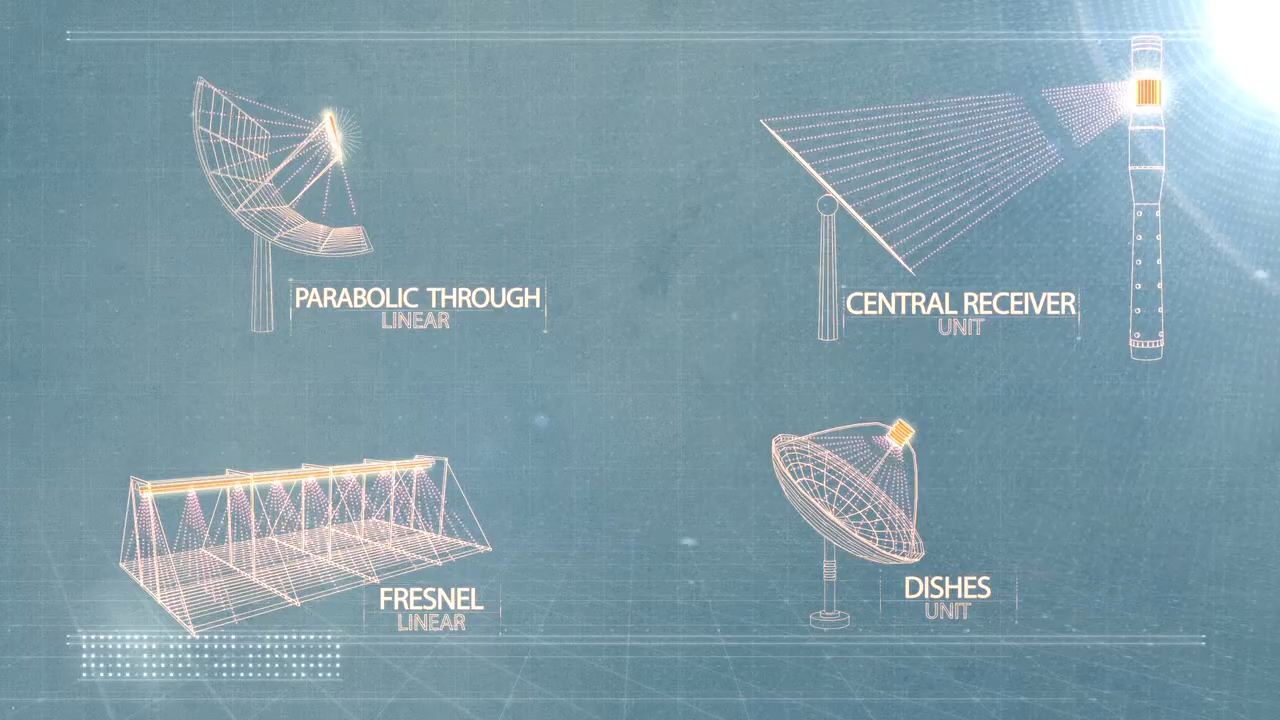 PARABOLIC THROUGH
LINEAR
CENTRAL RECEIVER
UNIT
FRESNEL
LINEAR
DISHES
UNIT